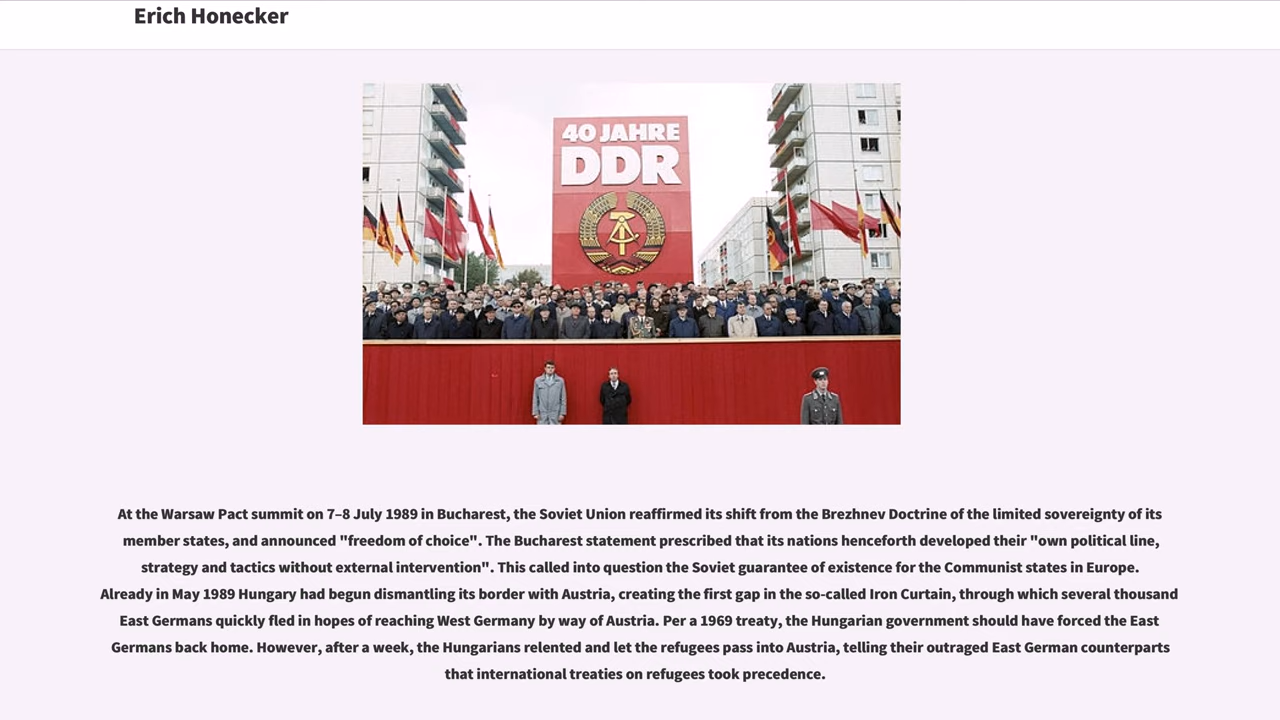 Erich Honecker
40 JAHRE
DDR
At the Warsaw Pact summit on 7–8 July 1989 in Bucharest, the Soviet Union reaffirmed its shift from the Brezhnev Doctrine of the limited sovereignty of its
member states, and announced "freedom of choice". The Bucharest statement prescribed that its nations henceforth developed their "own political line,
strategy and tactics without external intervention". This called into question the Soviet guarantee of existence for the Communist states in Europe.
Already in May 1989 Hungary had begun dismantling its border with Austria, creating the first gap in the so-called Iron Curtain, through which several thousand
East Germans quickly fled in hopes of reaching West Germany by way of Austria. Per a 1969 treaty, the Hungarian government should have forced the East
Germans back home. However, after a week, the Hungarians relented and let the refugees pass into Austria, telling their outraged East German counterparts
that international treaties on refugees took precedence.